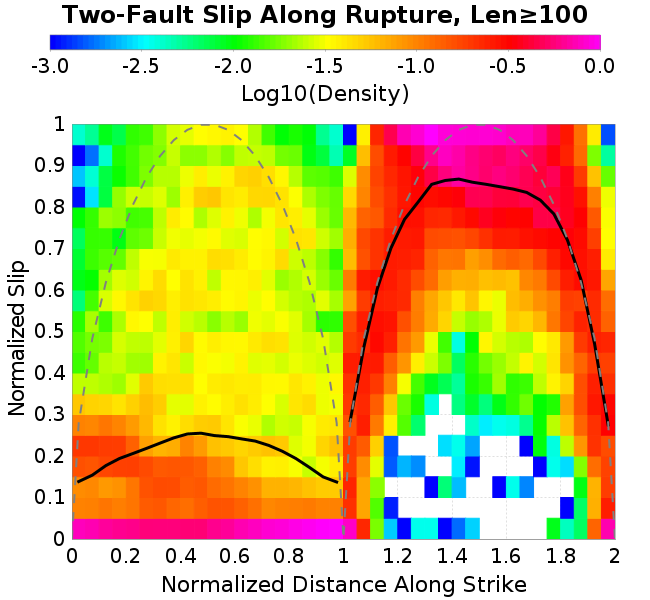 Two-Fault Slip Along Rupture, Len≥100
-3.0 -2.5 -2.0 -1.5 -1.0 -0.5 0.0
Log10(Density)
1
0.9
0.8
0.7
0.6
0.5
0.4
0.3
0.2
0.1
0
Normalized Slip
0 0.2 0.4 0.6 0.8 1 1.2 1.4 1.6 1.8 2
Normalized Distance Along Strike